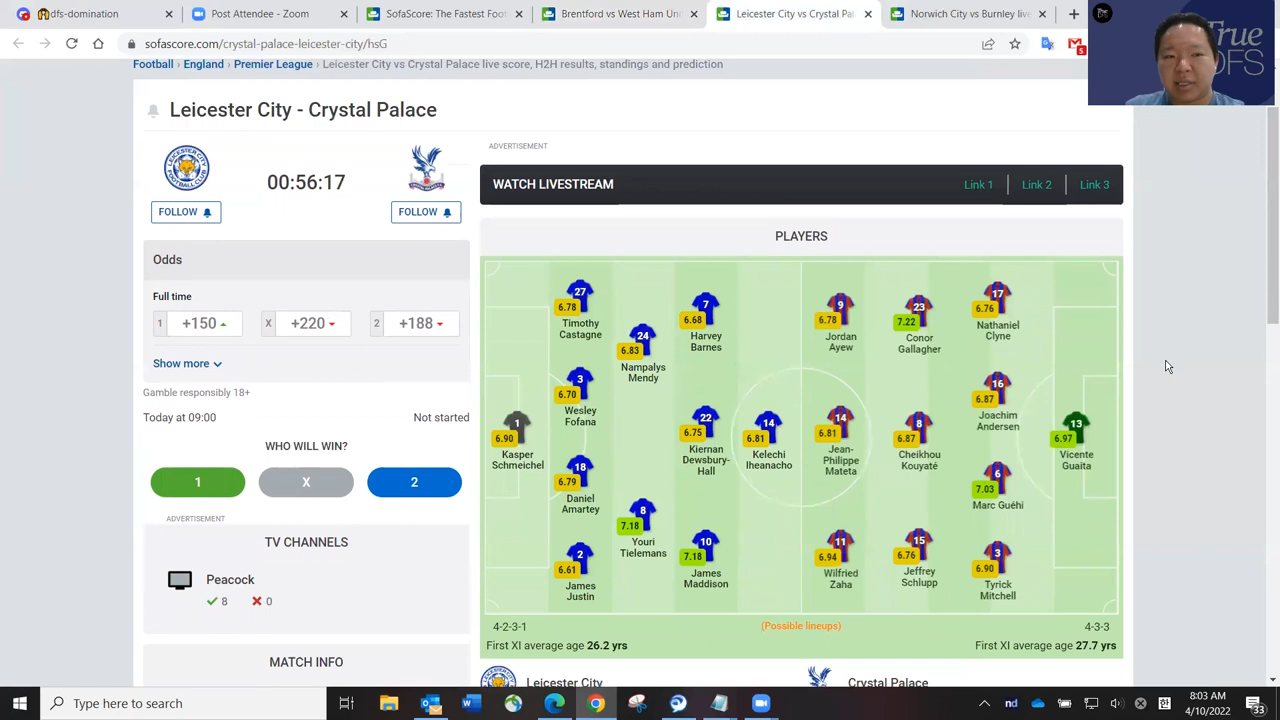 dfs-domination
Post Attendee - Zoom
SofaScore: The Fastest Foot
Brentford vs West Ham Un
Leicester City vs Crystal Pal
Norwich City vs Burnley live
sofascore.com/crystal-palace-leicester-city/hsG
5
True
DFS
Football › England › Premier League › Leicester City vs Crystal Palace live score, H2H results, standings and prediction
Leicester City - Crystal Palace
00:56:17
FOLLOW
FOLLOW
Odds
Full time
1 +150
X +220
2 +188
Show more
Gamble responsibly 18+
Today at 09:00
Not started
WHO WILL WIN?
1
X
2
ADVERTISEMENT
TV CHANNELS
Peacock
8
0
MATCH INFO
ADVERTISEMENT
WATCH LIVESTREAM
Link 1
Link 2
Link 3
PLAYERS
1
6.90
Kasper
Schmeichel
27
6.78
Timothy
Castagne
3
6.70
Wesley
Fofana
18
6.79
Daniel
Amartey
2
6.61
James
Justin
24
6.83
Nampalys
Mendy
8
7.18
Youri
Tielemans
7
6.68
Harvey
Barnes
22
6.75
Kiernan
Dewsbury-
Hall
10
7.18
James
Maddison
14
6.81
Kelechi
Iheanacho
9
6.78
Jordan
Ayew
14
6.81
Jean-
Philippe
Mateta
11
6.94
Wilfried
Zaha
23
7.22
Conor
Gallagher
8
6.87
Cheikhou
Kouyaté
15
6.76
Jeffrey
Schlupp
17
6.76
Nathaniel
Clyne
16
6.87
Joachim
Andersen
6
7.03
Marc Guéhi
3
6.90
Tyrick
Mitchell
13
6.97
Vicente
Guaita
4-2-3-1
(Possible lineups)
4-3-3
First XI average age 26.2 yrs
First XI average age 27.7 yrs
Leicester City
Crystal Palace
Type here to search
nd
한
8:03 AM
4/10/2022
33